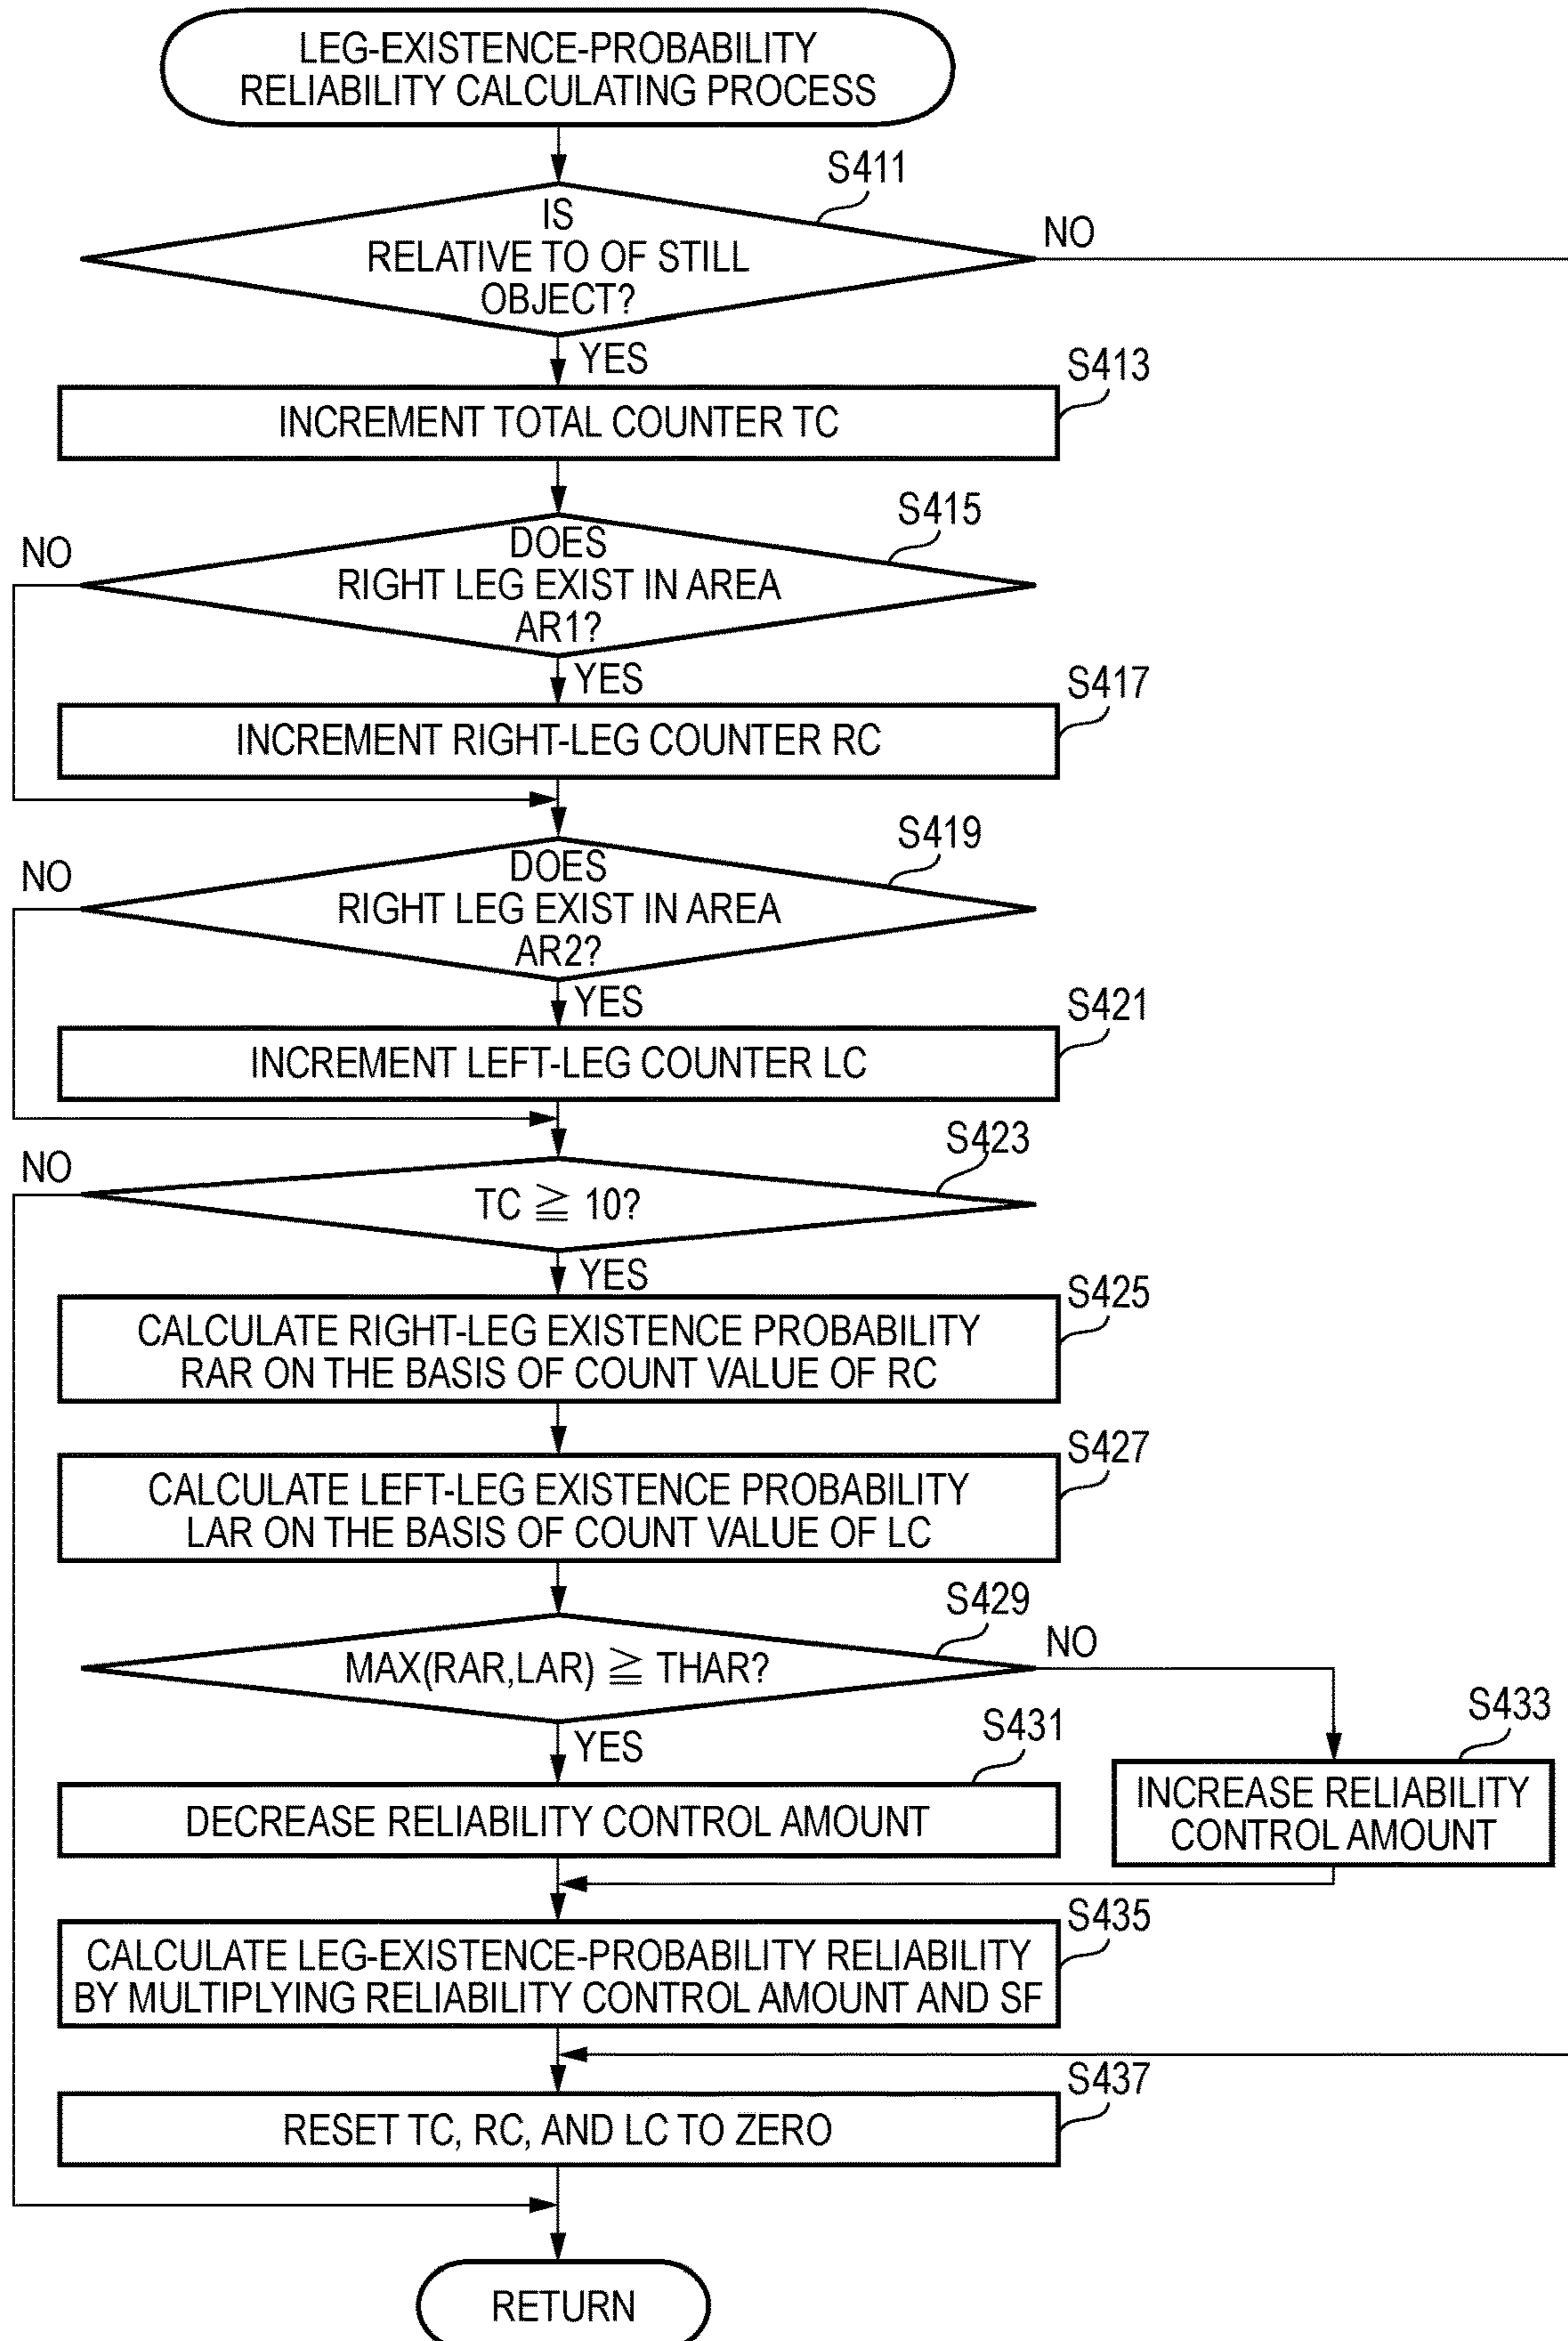 LEG-EXISTENCE-PROBABILITY
RELIABILITY CALCULATING PROCESS
S411
IS
RELATIVE TO OF STILL
OBJECT?
NO
YES
S413
INCREMENT TOTAL COUNTER TC
S415
DOES
RIGHT LEG EXIST IN AREA
AR1?
NO
YES
S417
INCREMENT RIGHT-LEG COUNTER RC
S419
DOES
RIGHT LEG EXIST IN AREA
AR2?
NO
YES
S421
INCREMENT LEFT-LEG COUNTER LC
S423
NO
TC ≧ 10?
YES
S425
CALCULATE RIGHT-LEG EXISTENCE PROBABILITY
RAR ON THE BASIS OF COUNT VALUE OF RC
S427
CALCULATE LEFT-LEG EXISTENCE PROBABILITY
LAR ON THE BASIS OF COUNT VALUE OF LC
S429
MAX(RAR,LAR) ≧ THAR?
NO
YES
S431
DECREASE RELIABILITY CONTROL AMOUNT
S433
INCREASE RELIABILITY
CONTROL AMOUNT
S435
CALCULATE LEG-EXISTENCE-PROBABILITY RELIABILITY
BY MULTIPLYING RELIABILITY CONTROL AMOUNT AND SF
S437
RESET TC, RC, AND LC TO ZERO
RETURN